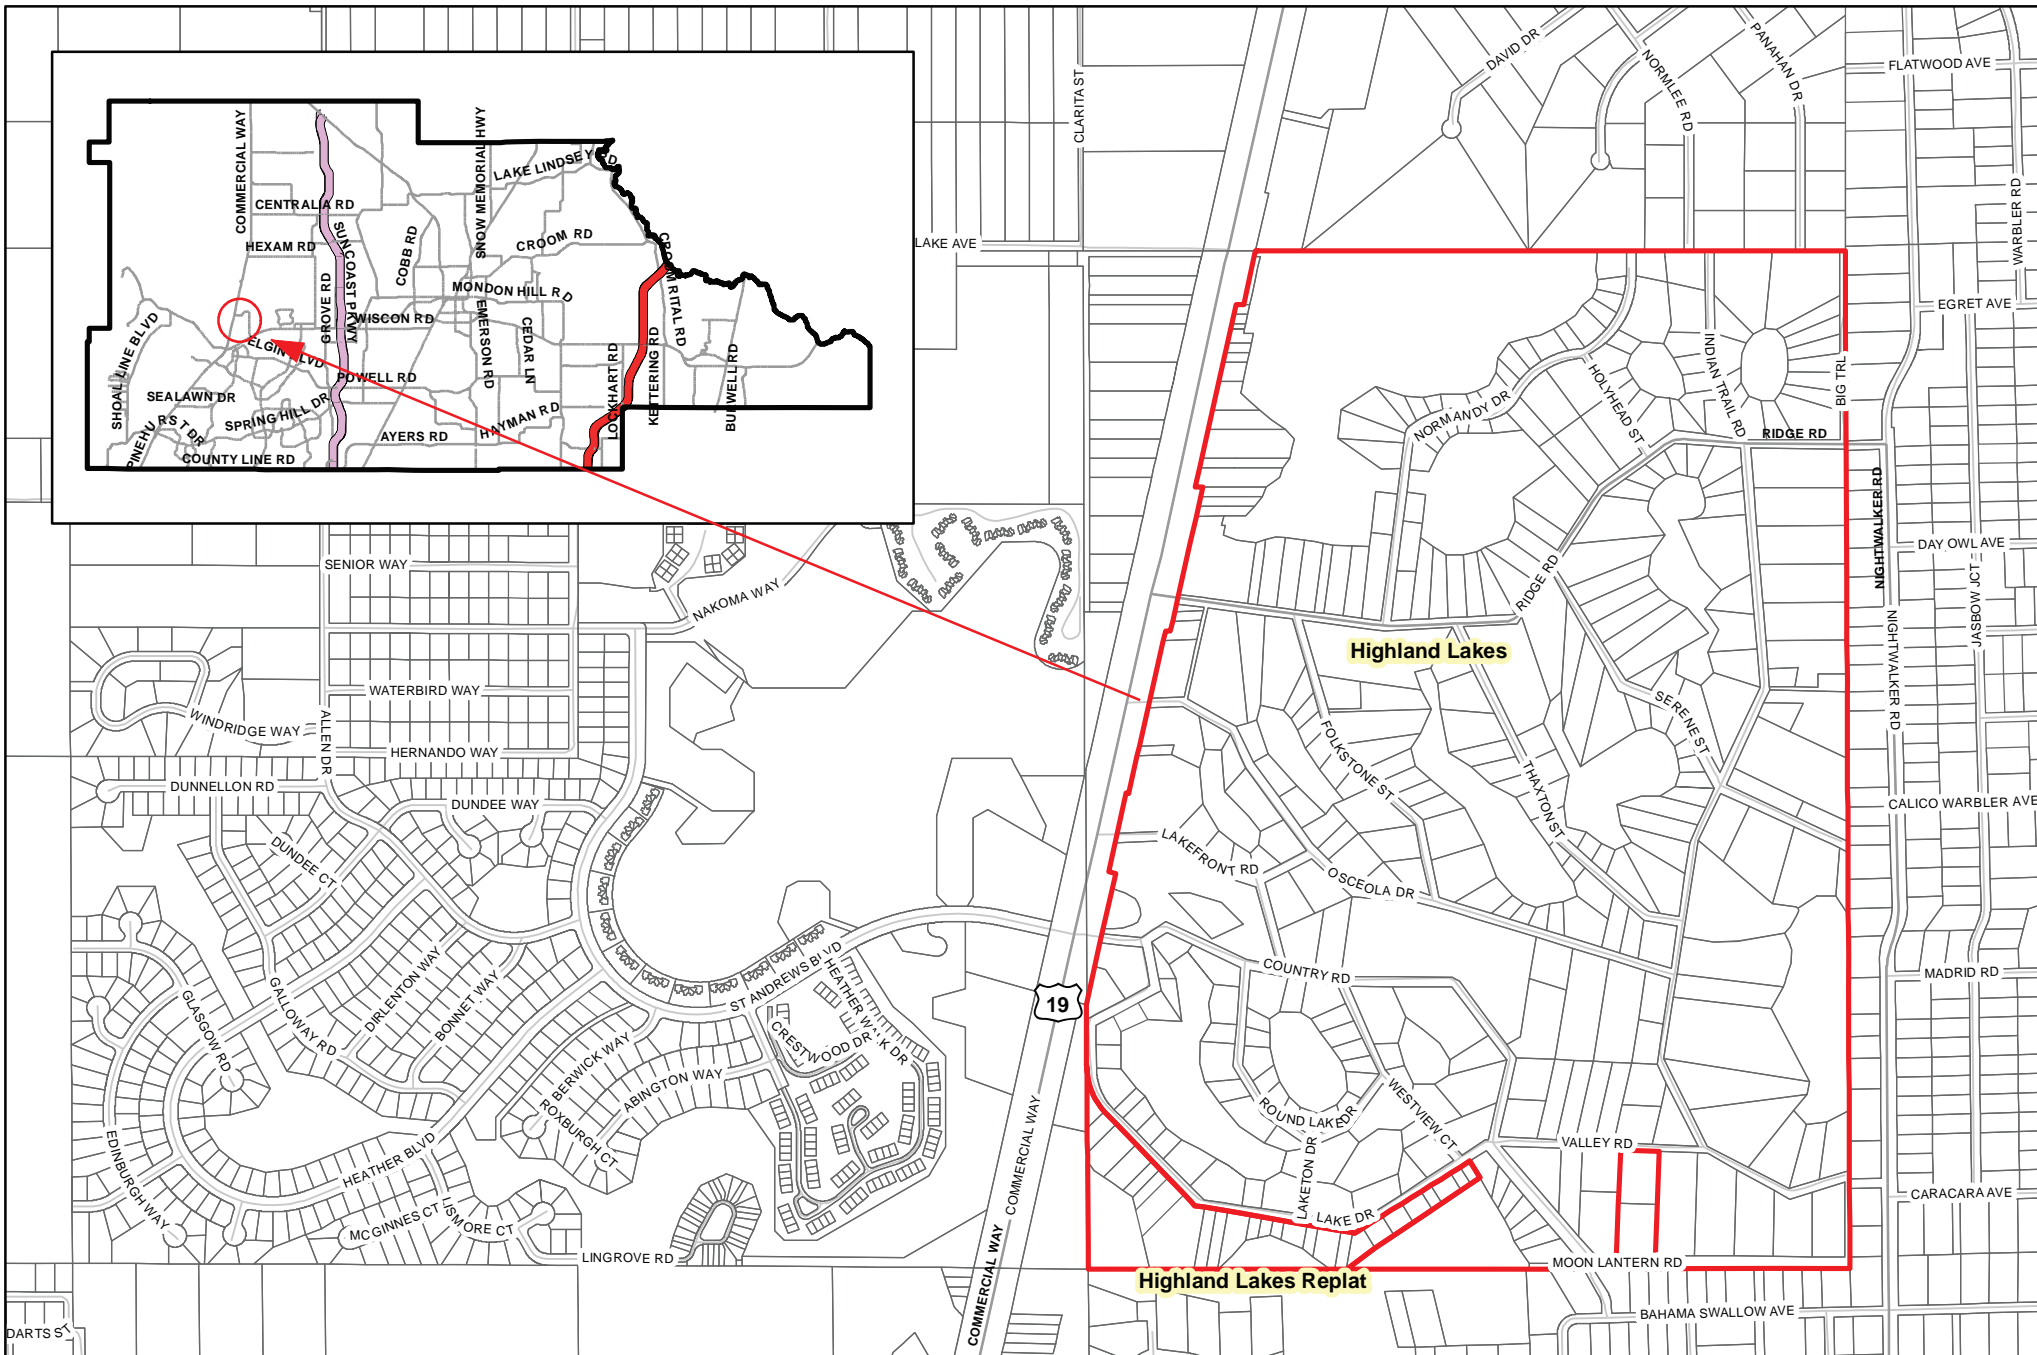 COMMERCIAL WAY
SNOW MEMORIAL HWY
LAKE LINDSEY RD
CENTRALIA RD
SUNCOAST PKWY
COBB RD
CROOM RD
CROOM RITAL RD
HEXAM RD
GROVE RD
MONDON HILL RD
WISCON RD
EMERSON RD
CEDAR LN
SHOAL LINE BLVD
ELGIN BLVD
POWELL RD
LOCKHART RD
KETTERING RD
BURWELL RD
SEALAWN DR
SPRING HILL DR
PINEHURST DR
AYERS RD
HAYMAN RD
COUNTY LINE RD
CLARITA ST
DAVID DR
NORMLEE RD
PANAHAN DR
FLATWOOD AVE
WARBLER RD
LAKE AVE
EGRET AVE
INDIAN TRAIL RD
HOLYHEAD ST
BIG TRL
NORMANDY DR
RIDGE RD
NIGHTWALKER RD
DAY OWL AVE
JASBOW JCT
SENIOR WAY
NAKOMA WAY
RIDGE RD
NIGHTWALKER RD
Highland Lakes
WATERBIRD WAY
WINDRIDGE WAY
ALLEN DR
HERNANDO WAY
SERENE ST
FOLKSTONE ST
THAXTON ST
DUNNELLON RD
DUNDEE WAY
CALICO WARBLER AVE
DUNDEE CT
LAKEFRONT RD
OSCEOLA DR
COUNTRY RD
MADRID RD
ST ANDREWS BLVD
HEATHER WALK DR
DIRLENTON WAY
BONNET WAY
GALLOWAY RD
GLASGOW RD
19
CRESTWOOD DR
BERWICK WAY
ABINGTON WAY
ROXBURGH CT
ROUND LAKE DR
WESTVIEW CT
LAKETON DR
VALLEY RD
EDINBURGH WAY
HEATHER BLVD
MCGINNES CT
LISMORE CT
LINGROVE RD
COMMERCIAL WAY
COMMERCIAL WAY
LAKE DR
CARACARA AVE
MOON LANTERN RD
Highland Lakes Replat
BAHAMA SWALLOW AVE
DARTS ST